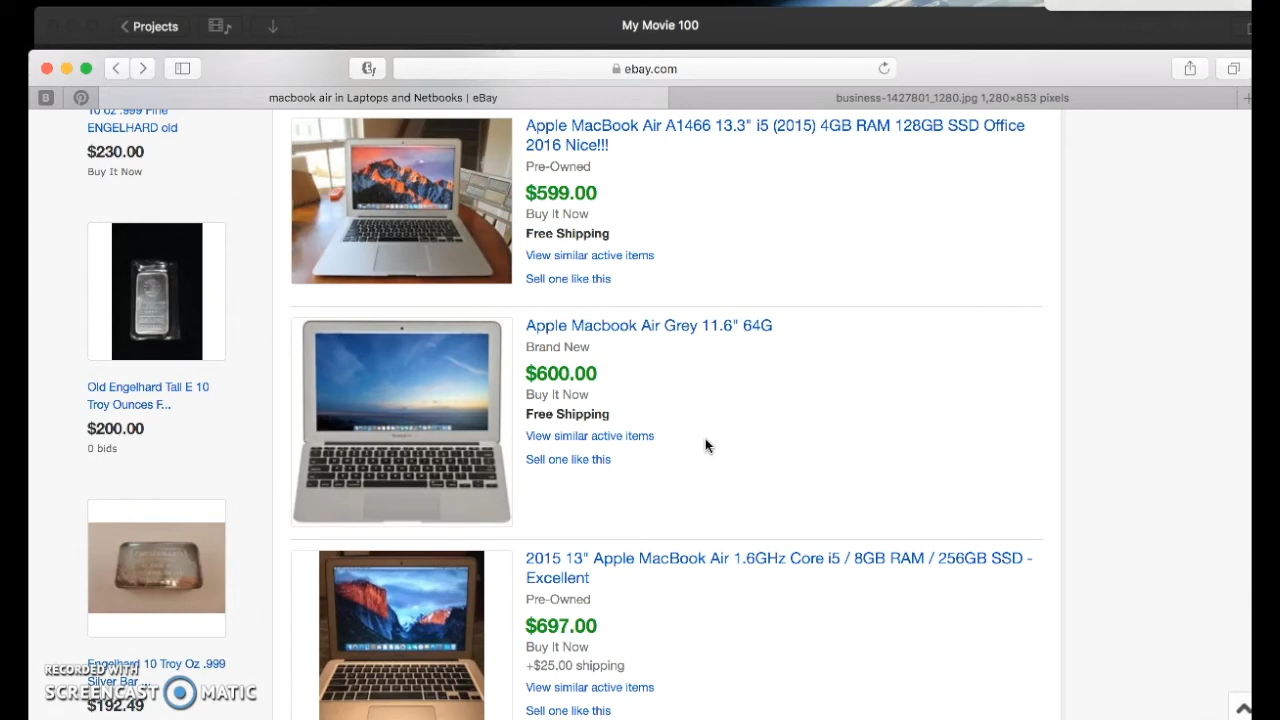 Projects
My Movie 100
ebay.com
B
macbook air in Laptops and Netbooks | eBay
business-1427801_1280.jpg 1,280×853 pixels
10 oz .999 Fine
ENGELHARD old
$230.00
Buy It Now
Old Engelhard Tall E 10
Troy Ounces F...
$200.00
0 bids
Engelhard 10 Troy Oz .999
Silver Bar
$192.49
Apple MacBook Air A1466 13.3" i5 (2015) 4GB RAM 128GB SSD Office
2016 Nice!!!
Pre-Owned
$599.00
Buy It Now
Free Shipping
View similar active items
Sell one like this
Apple Macbook Air Grey 11.6" 64G
Brand New
$600.00
Buy It Now
Free Shipping
View similar active items
Sell one like this
2015 13" Apple MacBook Air 1.6GHz Core i5 / 8GB RAM / 256GB SSD -
Excellent
Pre-Owned
$697.00
Buy It Now
+$25.00 shipping
View similar active items
Sell one like this
RECORDED WITH
SCREENCAST MATIC